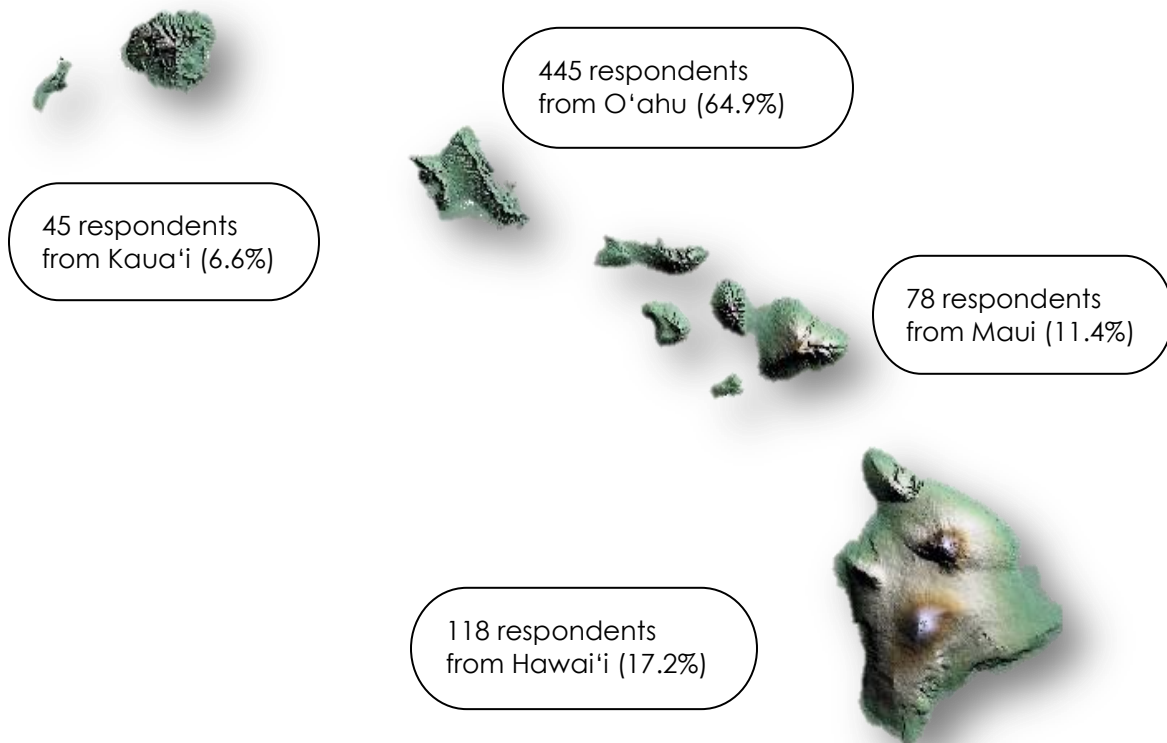 445 respondents
from O‘ahu (64.9%)
45 respondents
from Kaua‘i (6.6%)
78 respondents
from Maui (11.4%)
118 respondents
from Hawai‘i (17.2%)